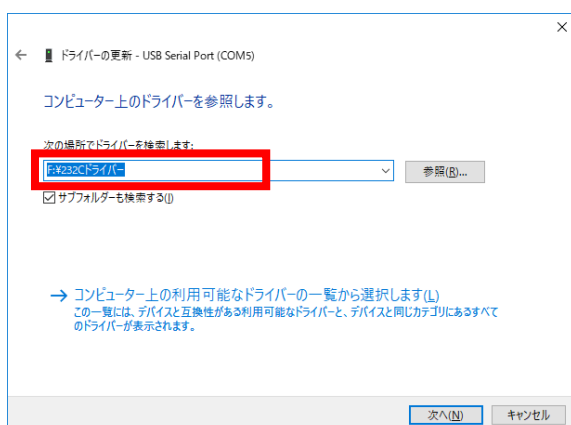 ドライバーの更新 - USB Serial Port (COM5)
コンピューター上のドライバーを参照します。
次の場所でドライバーを検索します:
F:¥232Cドライバー
参照(R)...
サブフォルダーも検索する(I)
コンピューター上の利用可能なドライバーの一覧から選択します(L)
この一覧には、デバイスと互換性がある利用可能なドライバーと、デバイスと同じカテゴリにあるすべて
のドライバーが表示されます。
次へ(N)
キャンセル